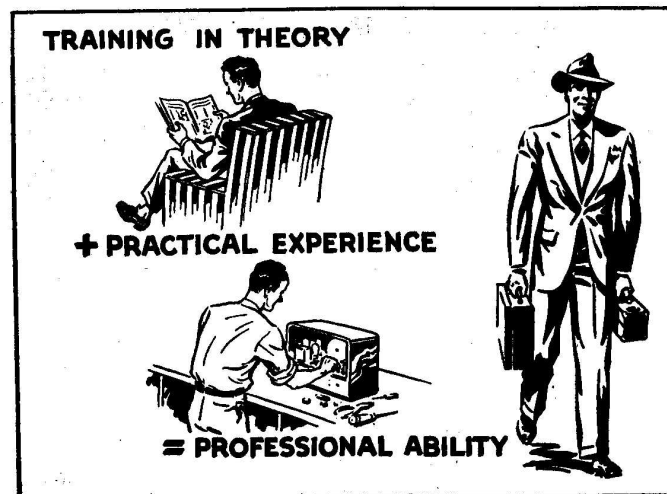 TRAINING IN THEORY
+ PRACTICAL EXPERIENCE
= PROFESSIONAL ABILITY